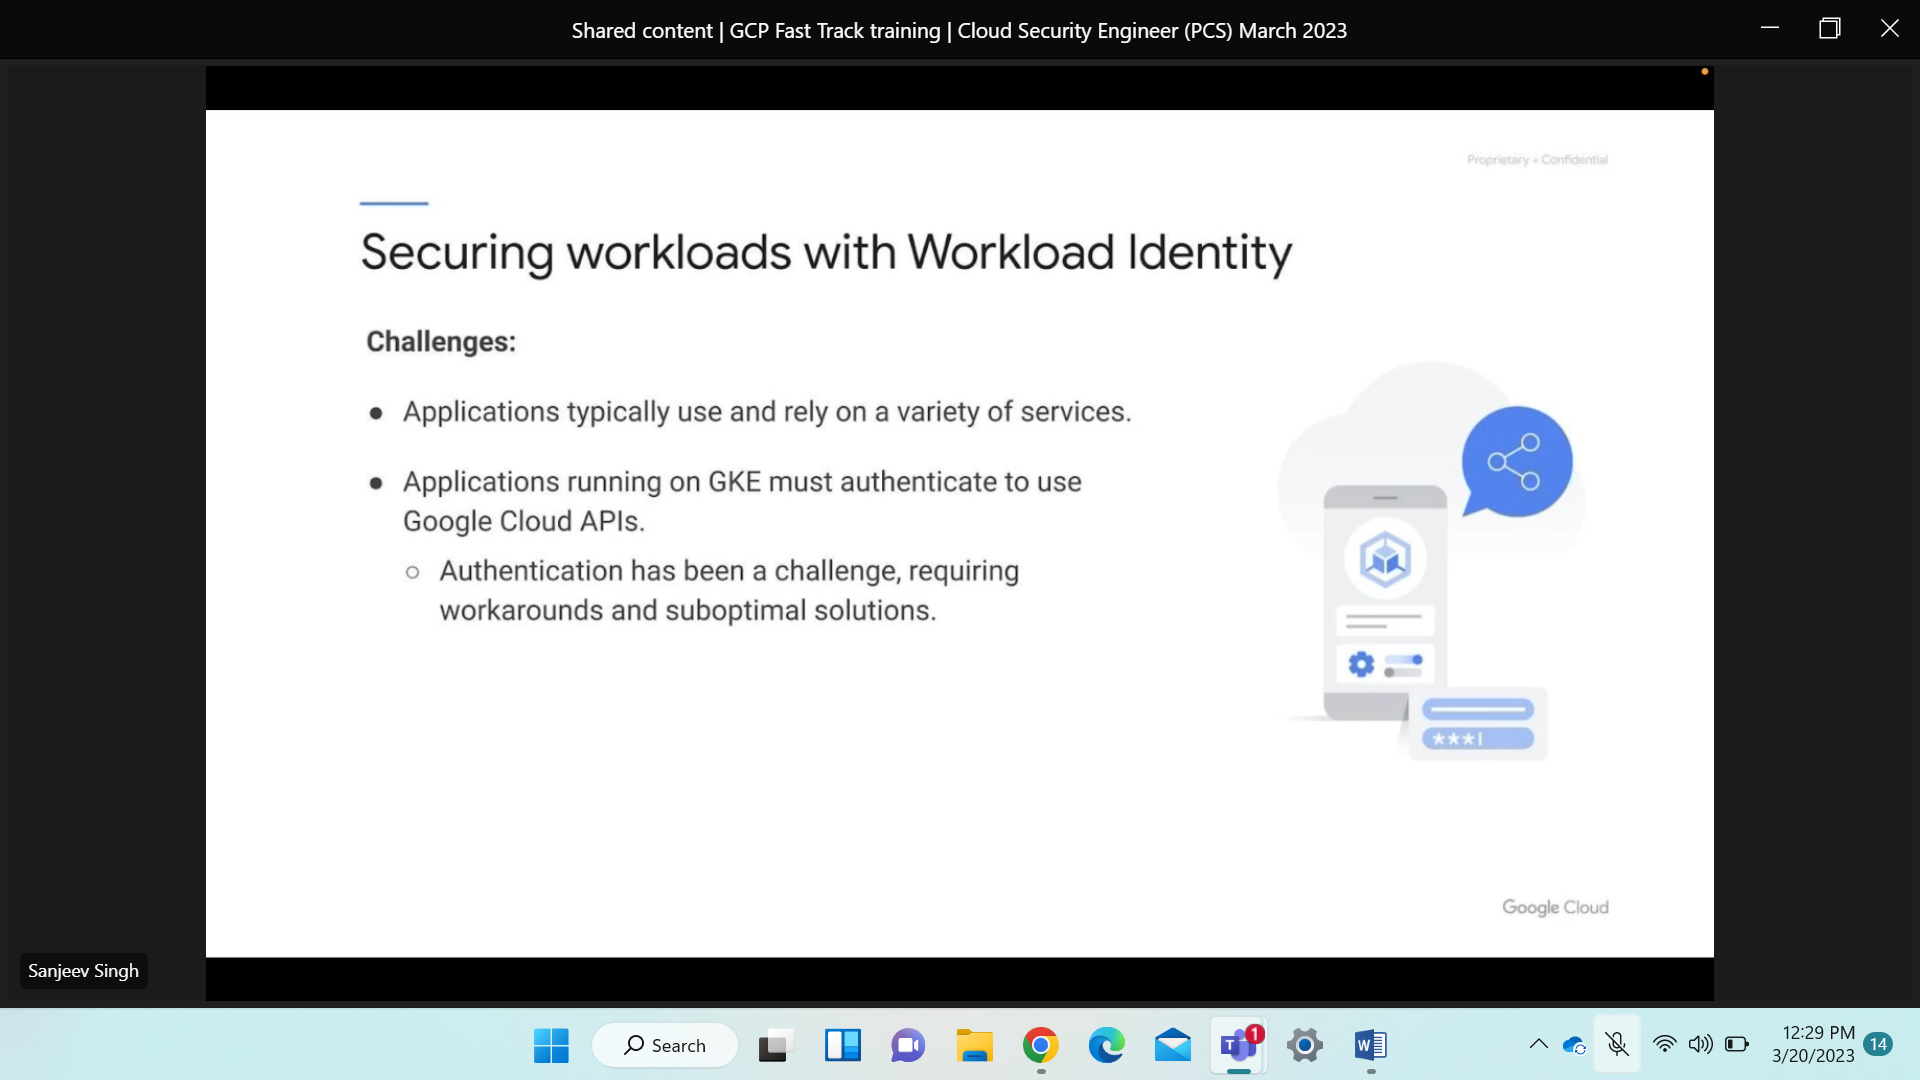 Shared content | GCP Fast Track training | Cloud Security Engineer (PCS) March 2023
Proprietary + Confidential
Securing workloads with Workload Identity
Challenges:
● Applications typically use and rely on a variety of services.
● Applications running on GKE must authenticate to use
Google Cloud APIs.
○ Authentication has been a challenge, requiring
workarounds and suboptimal solutions.
***|
Google Cloud
Sanjeev Singh
Search
1
12:29 PM
3/20/2023
14